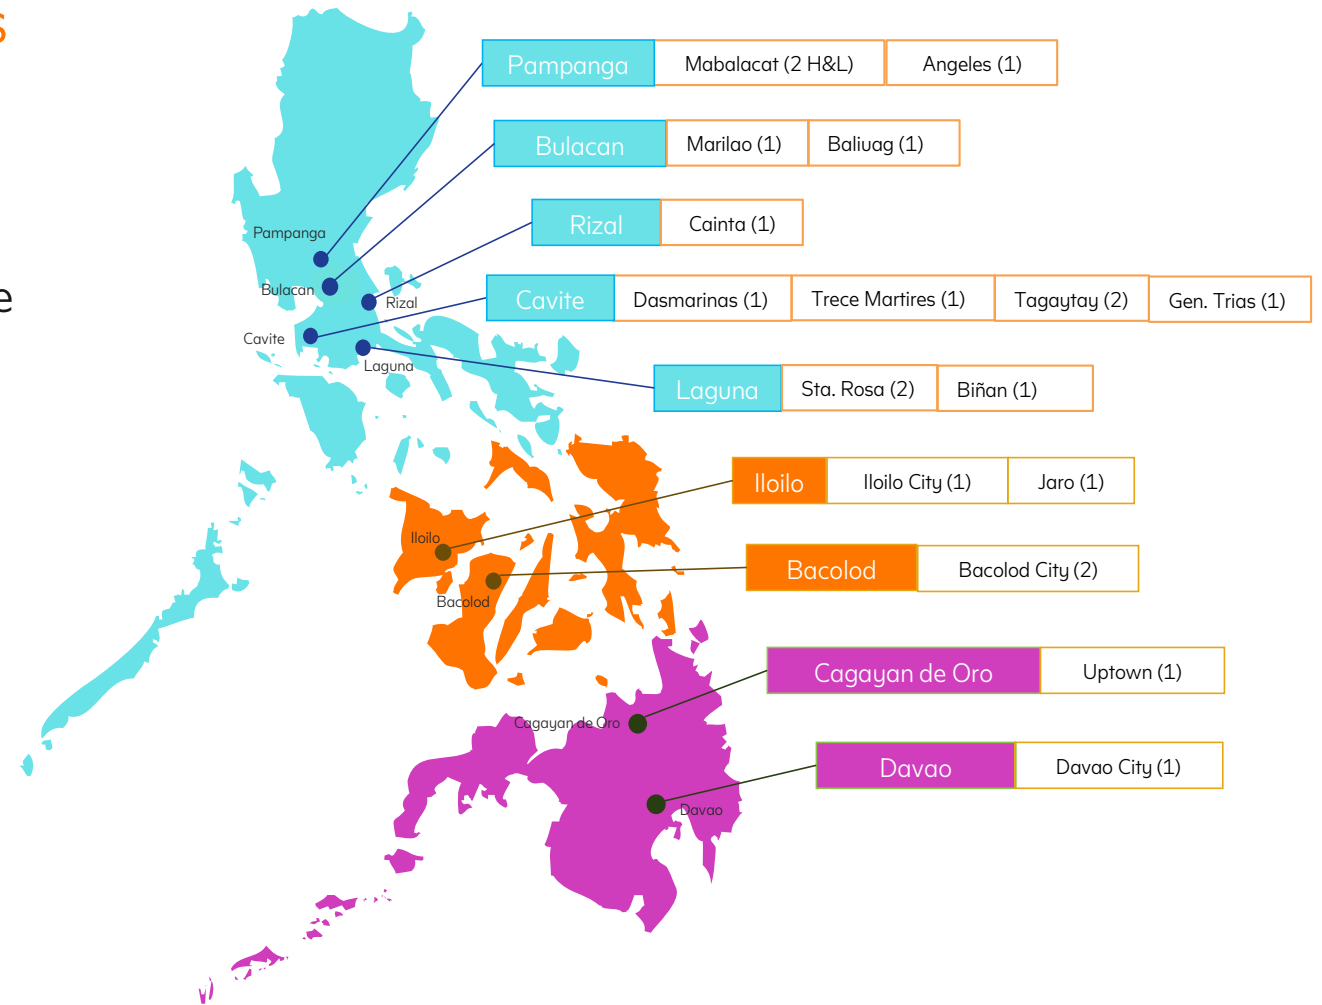 s
Pampanga Mabalacat (2 H&L) Angeles (1)
Bulacan Marilao (1) Baliuag (1)
Rizal Cainta (1)
Pampanga
e
Bulacan
Rizal
Cavite Dasmarinas (1) Trece Martires (1) Tagaytay (2) Gen. Trias (1)
Cavite
Laguna
Laguna Sta. Rosa (2) Biñan (1)
Iloilo Iloilo City (1) Jaro (1)
Iloilo
Bacolod Bacolod City (2)
Bacolod
Cagayan de Oro Uptown (1)
Cagayan de Oro
Davao Davao City (1)
Davao